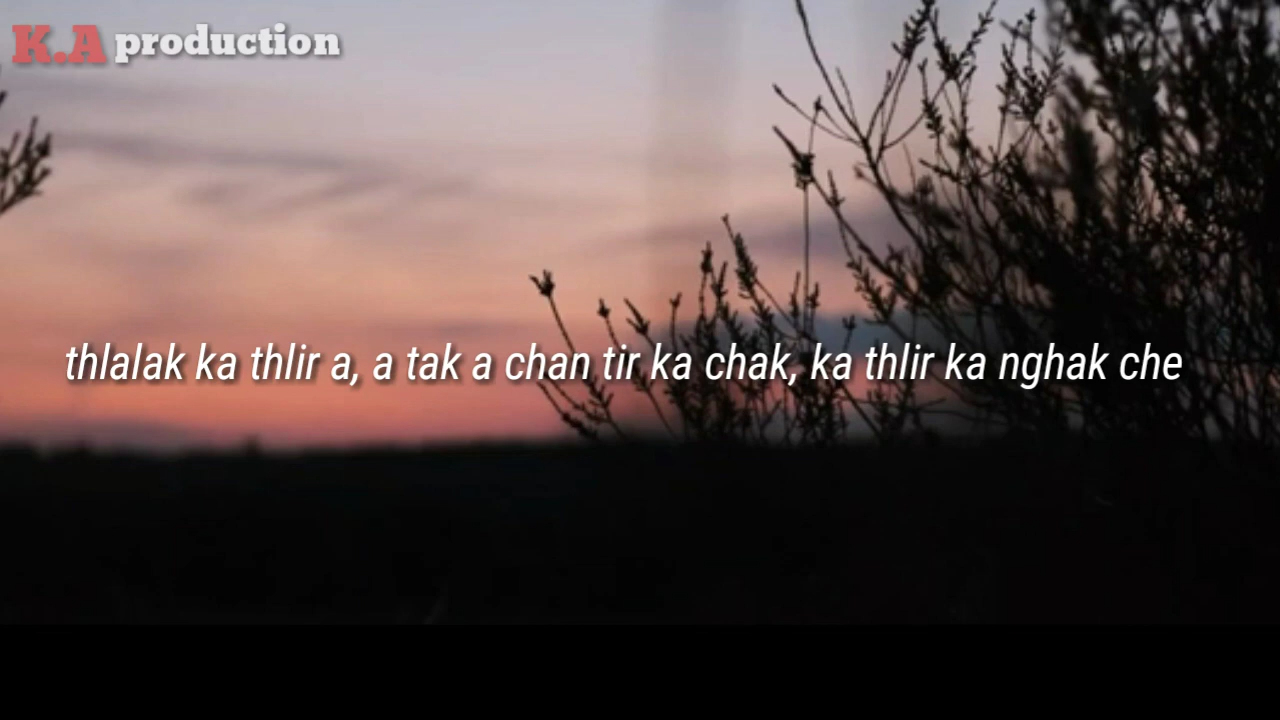 K.A production
thlalak ka thlir a, a tak a chan tir ka chak, ka thlir ka nghak che